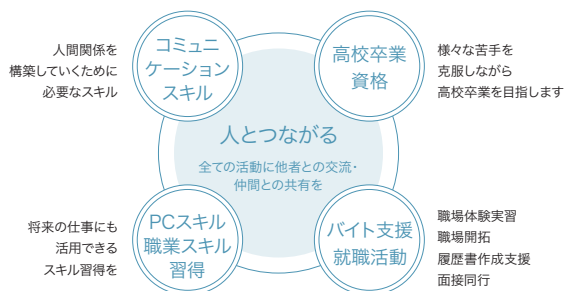 人間関係を
構築していくために
必要なスキル
コミュニ
ケーション
スキル
高校卒業
資格
様々な苦手を
克服しながら
高校卒業を目指します
人とつながる
全ての活動に他者との交流・
仲間との共有を
将来の仕事にも
活用できる
スキル習得を
PCスキル
職業スキル
習得
バイト支援
就職活動
職場体験実習
職場開拓
履歴書作成支援
面接同行